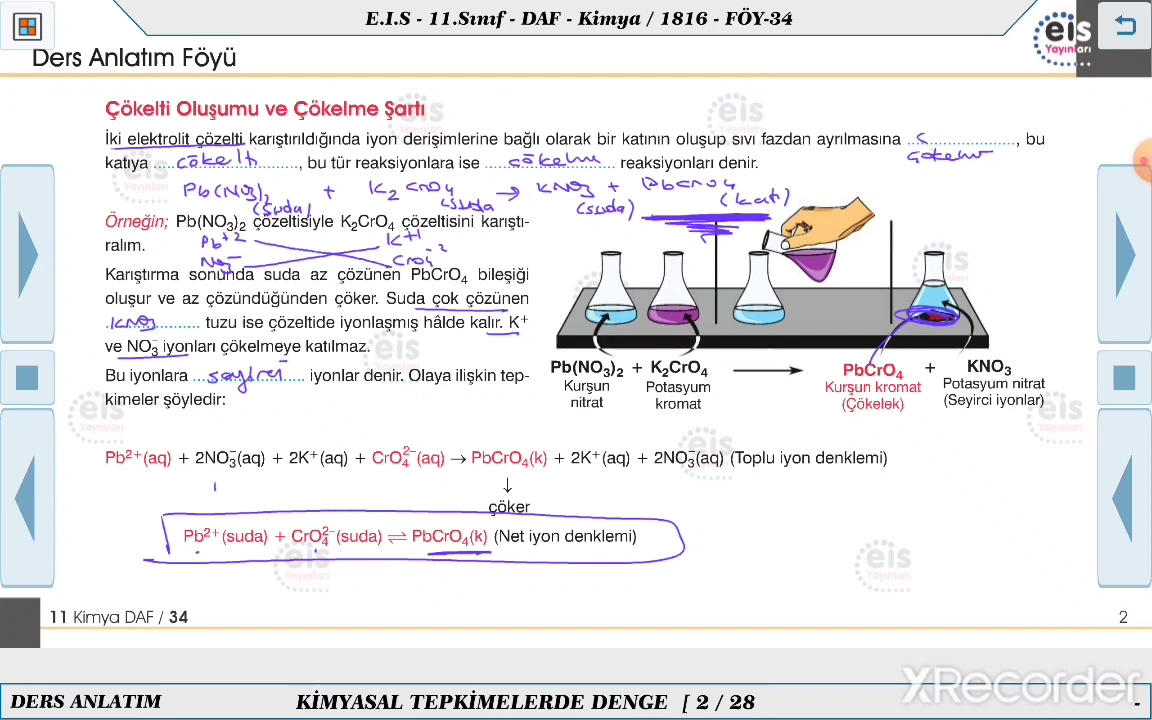 E.I.S - 11.Sınıf - DAF - Kimya / 1816 - FÖY-34
eis
Yayınları
Ders Anlatım Föyü
Çökelti Oluşumu ve Çökelme Şartı
İki elektrolit çözelti karıştırıldığında iyon derişimlerine bağlı olarak bir katının oluşup sıvı fazdan ayrılmasına ........................, bu
çökelme
katıya ... çökelti ..., bu tür reaksiyonlara ise ... çökelme ... reaksiyonları denir.
Pb(NO3)2 + K2CrO4 → KNO3 + PbCrO4
(suda) (suda (suda) (katı)
Örneğin; Pb(NO3)2 çözeltisiyle K2CrO4 çözeltisini karıştı-
ralım.
Pb+2 K+1
NO3- CrO4-2
Karıştırma sonunda suda az çözünen PbCrO4 bileşiği
oluşur ve az çözündüğünden çöker. Suda çok çözünen
KNO3 ......... tuzu ise çözeltide iyonlaşmış hâlde kalır. K+
ve NO3- iyonları çökelmeye katılmaz.
Bu iyonlara ... seyirci ... iyonlar denir. Olaya ilişkin tep-
kimeler şöyledir:
Pb(NO3)2 + K2CrO4 → PbCrO4 + KNO3
Kurşun nitrat
Potasyum kromat
Kurşun kromat (Çökelek)
Potasyum nitrat (Seyirci iyonlar)
Pb2+(aq) + 2NO3-(aq) + 2K+(aq) + CrO4 2-(aq) → PbCrO4(k) + 2K+(aq) + 2NO3-(aq) (Toplu iyon denklemi)
↓
çöker
Pb2+(suda) + CrO4 2-(suda) ⇌ PbCrO4(k) (Net iyon denklemi)
11 Kimya DAF / 34
2
XRecorder
DERS ANLATIM KİMYASAL TEPKİMELERDE DENGE [ 2 / 28 -